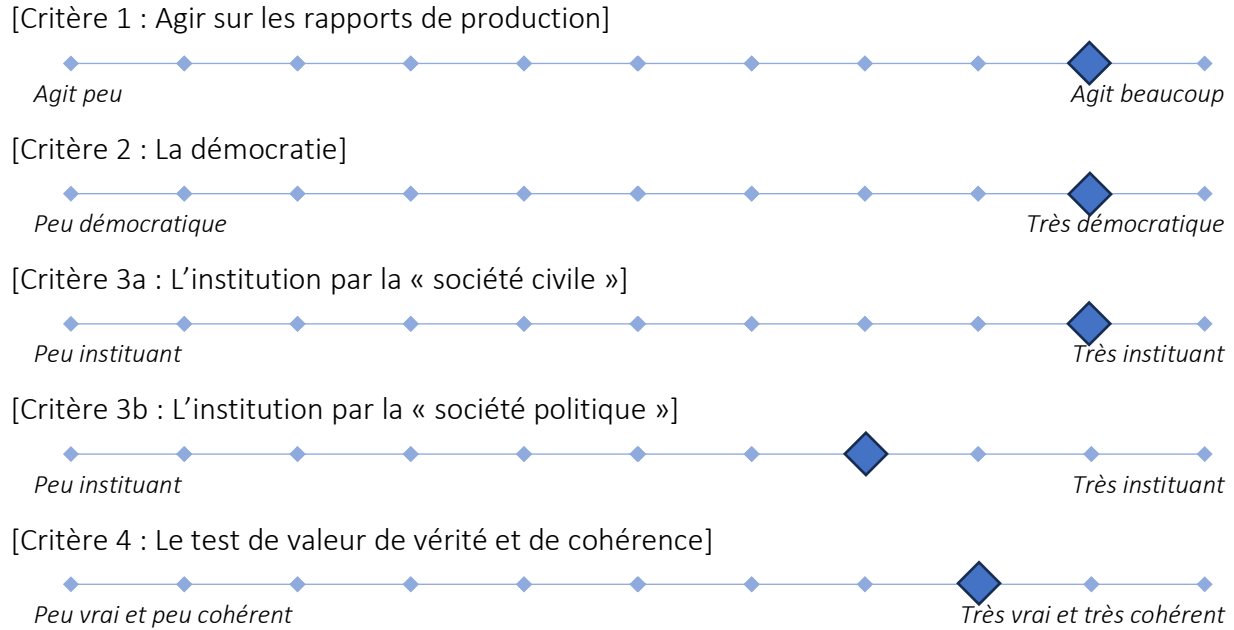 [Critère 1 : Agir sur les rapports de production]
Agit peu Agit beaucoup
[Critère 2 : La démocratie]
Peu démocratique Très démocratique
[Critère 3a : L’institution par la « société civile »]
Peu instituant Très instituant
[Critère 3b : L’institution par la « société politique »]
Peu instituant Très instituant
[Critère 4 : Le test de valeur de vérité et de cohérence]
Peu vrai et peu cohérent Très vrai et très cohérent